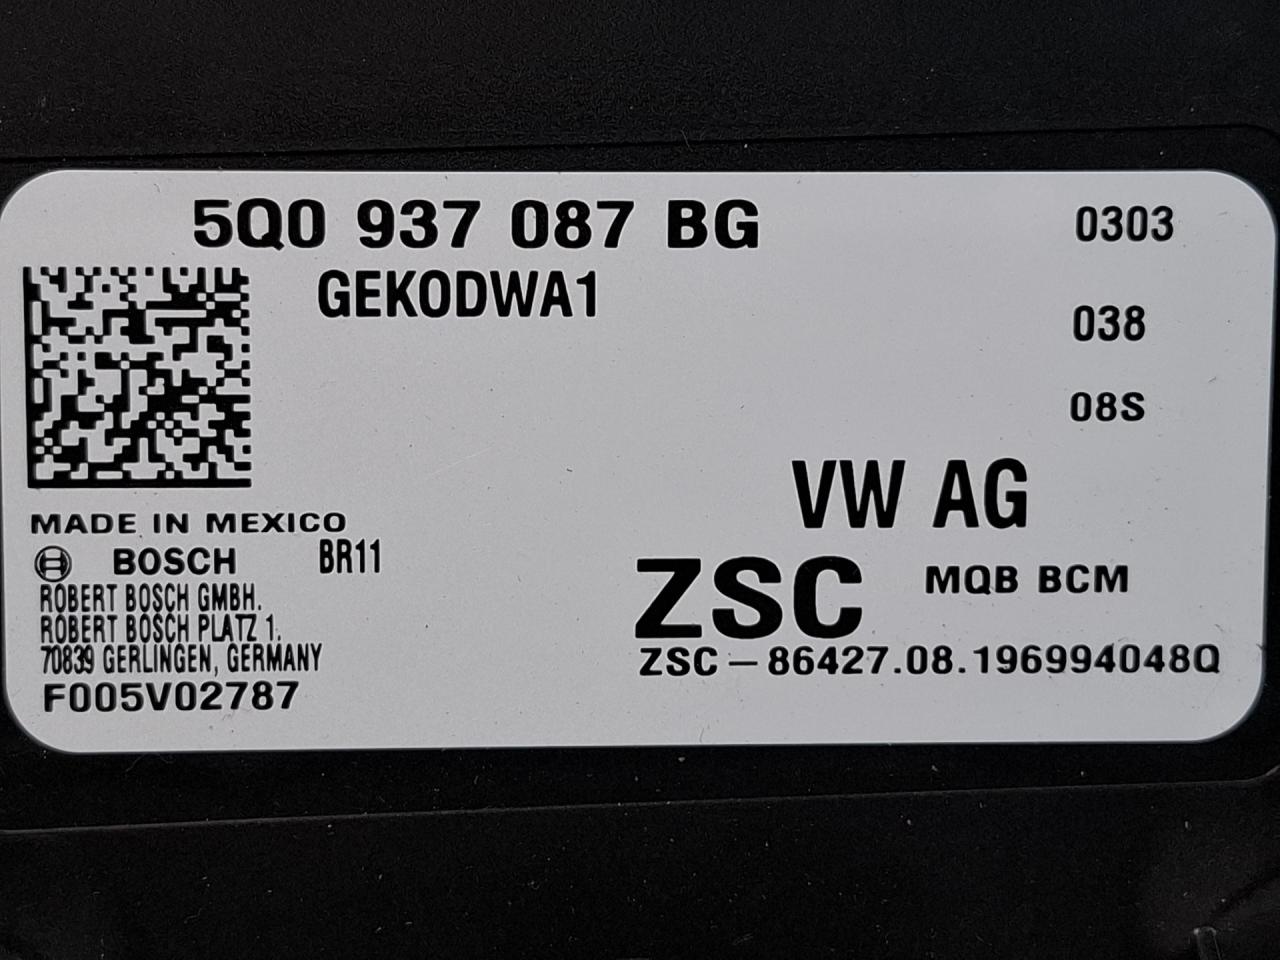 5Q0 937 087 BG 0303
GEKODWA1
038
08S
VW AG
MADE IN MEXICO
BOSCH BR11
ZSC MQB BCM
ROBERT BOSCH GMBH.
ROBERT BOSCH PLATZ 1.
70839 GERLINGEN, GERMANY
ZSC-86427.08.196994048Q
F005V02787